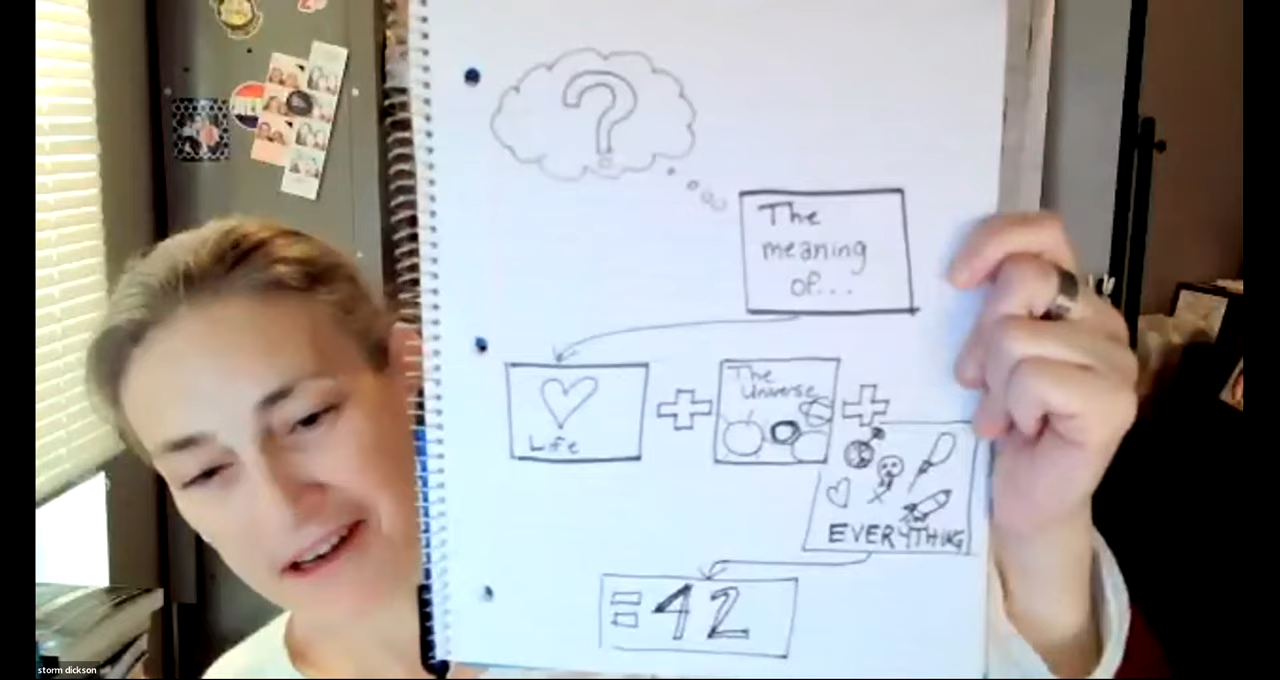 ?
The
meaning
of...
Life
+
The
Universe
+
EVERYTHING
=42
storm dickson